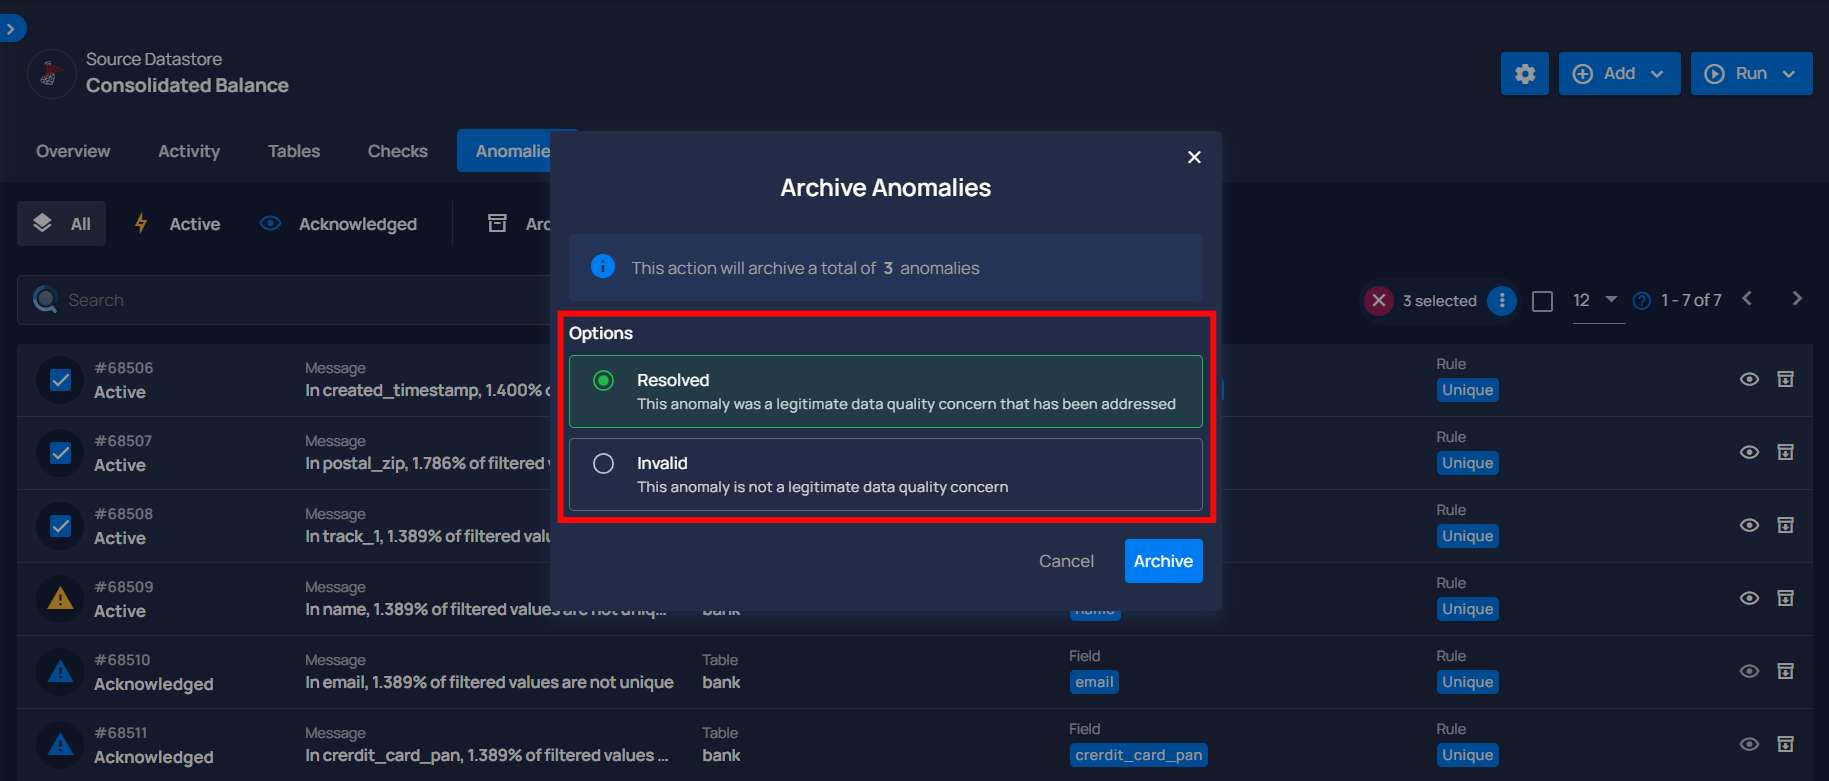 Source Datastore
Consolidated Balance
Add
Run
Overview
Activity
Tables
Checks
Anomalie
Archive Anomalies
All
Active
Acknowledged
Arc
This action will archive a total of 3 anomalies
Search
3 selected
12
1 - 7 of 7
Options
Resolved
This anomaly was a legitimate data quality concern that has been addressed
Invalid
This anomaly is not a legitimate data quality concern
Cancel
Archive
#68506
Active
Message
In created_timestamp, 1.400%
Rule
Unique
#68507
Active
Message
In postal_zip, 1.786% of filtered
Rule
Unique
#68508
Active
Message
In track_1, 1.389% of filtered
Rule
Unique
#68509
Active
Message
In name, 1.389% of filtered values are not uniq...
bank
name
Rule
Unique
#68510
Acknowledged
Message
In email, 1.389% of filtered values are not unique
Table
bank
Field
email
Rule
Unique
#68511
Acknowledged
Message
In crerdit_card_pan, 1.389% of filtered values ...
Table
bank
Field
crerdit_card_pan
Rule
Unique